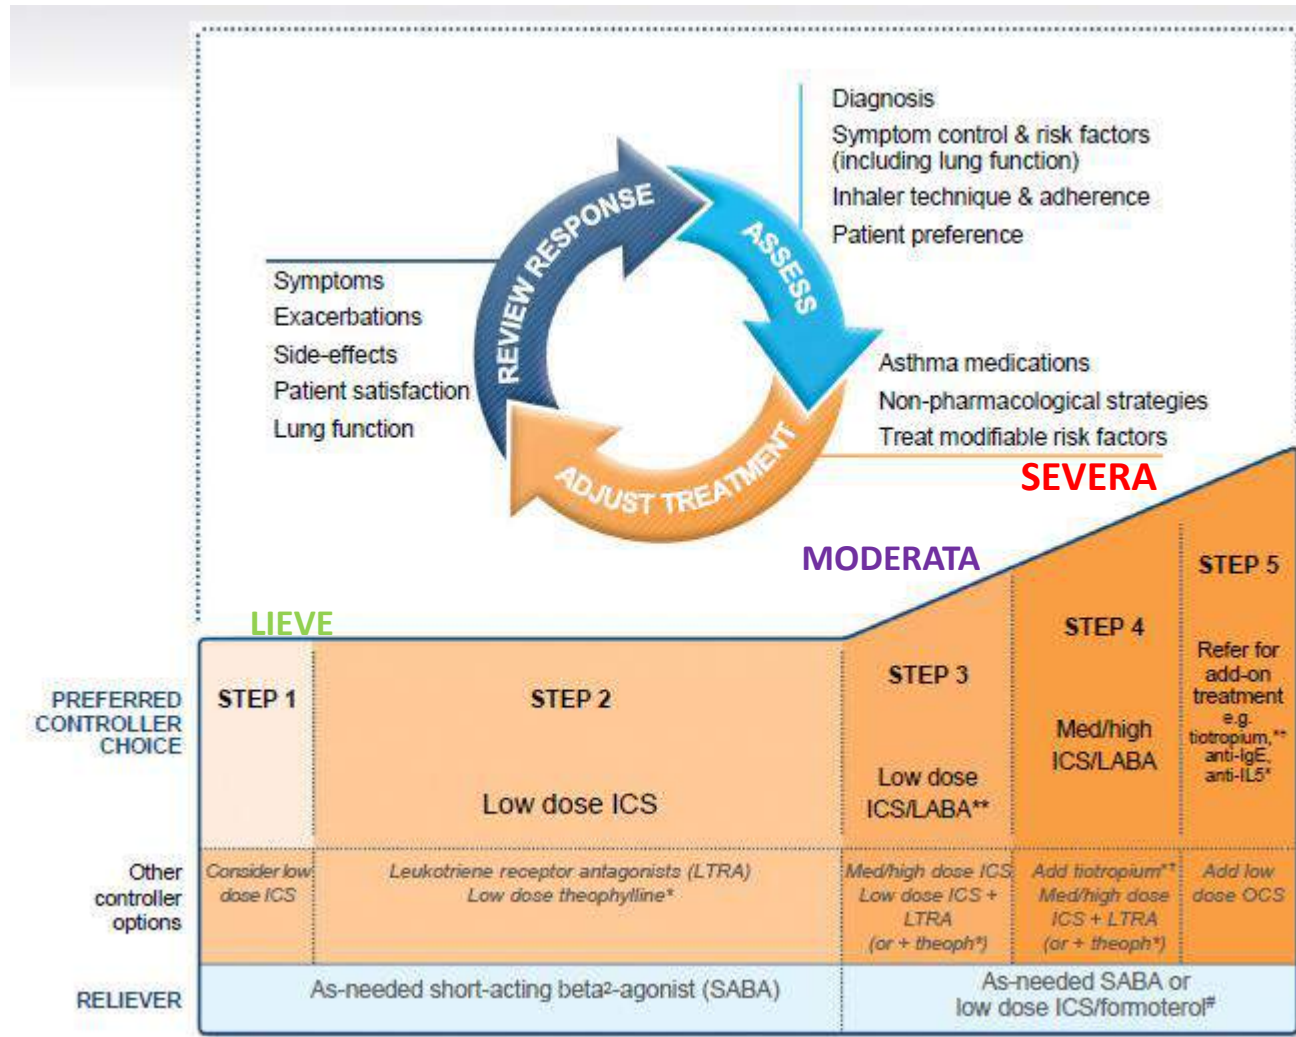 Diagnosis
Symptom control & risk factors
(including lung function)
Inhaler technique & adherence
Patient preference
REVIEW RESPONSE
ASSESS
ADJUST TREATMENT
Symptoms
Exacerbations
Side-effects
Patient satisfaction
Lung function
Asthma medications
Non-pharmacological strategies
Treat modifiable risk factors
SEVERA
MODERATA
LIEVE
PREFERRED
CONTROLLER
CHOICE
STEP 1
STEP 2
Low dose ICS
STEP 3
Low dose
ICS/LABA**
STEP 4
Med/high
ICS/LABA
STEP 5
Refer for
add-on
treatment
e.g.
tiotropium,*†
anti-IgE,
anti-IL5*
Other
controller
options
Consider low
dose ICS
Leukotriene receptor antagonists (LTRA)
Low dose theophylline*
Med/high dose ICS
Low dose ICS +
LTRA
(or + theoph*)
Add tiotropium*†
Med/high dose
ICS + LTRA
(or + theoph*)
Add low
dose OCS
RELIEVER
As-needed short-acting beta²-agonist (SABA)
As-needed SABA or
low dose ICS/formoterol#